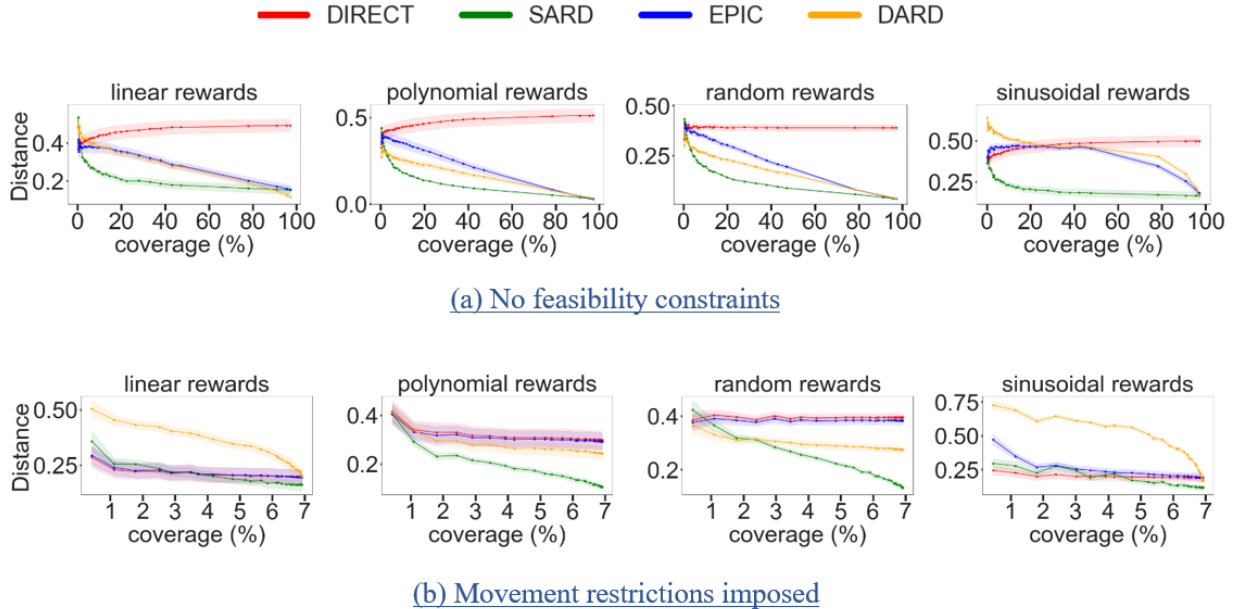 DIRECT SARD EPIC DARD
linear rewards polynomial rewards random rewards sinusoidal rewards
Distance
0.4
0.2
0 20 40 60 80 100
coverage (%)
0.5
0.0
0 20 40 60 80 100
coverage (%)
0.50
0.25
0 20 40 60 80 100
coverage (%)
0.50
0.25
0 20 40 60 80 100
coverage (%)
(a) No feasibility constraints
linear rewards polynomial rewards random rewards sinusoidal rewards
Distance
0.50
0.25
1 2 3 4 5 6 7
coverage (%)
0.4
0.2
1 2 3 4 5 6 7
coverage (%)
0.4
0.2
1 2 3 4 5 6 7
coverage (%)
0.75
0.50
0.25
1 2 3 4 5 6 7
coverage (%)
(b) Movement restrictions imposed